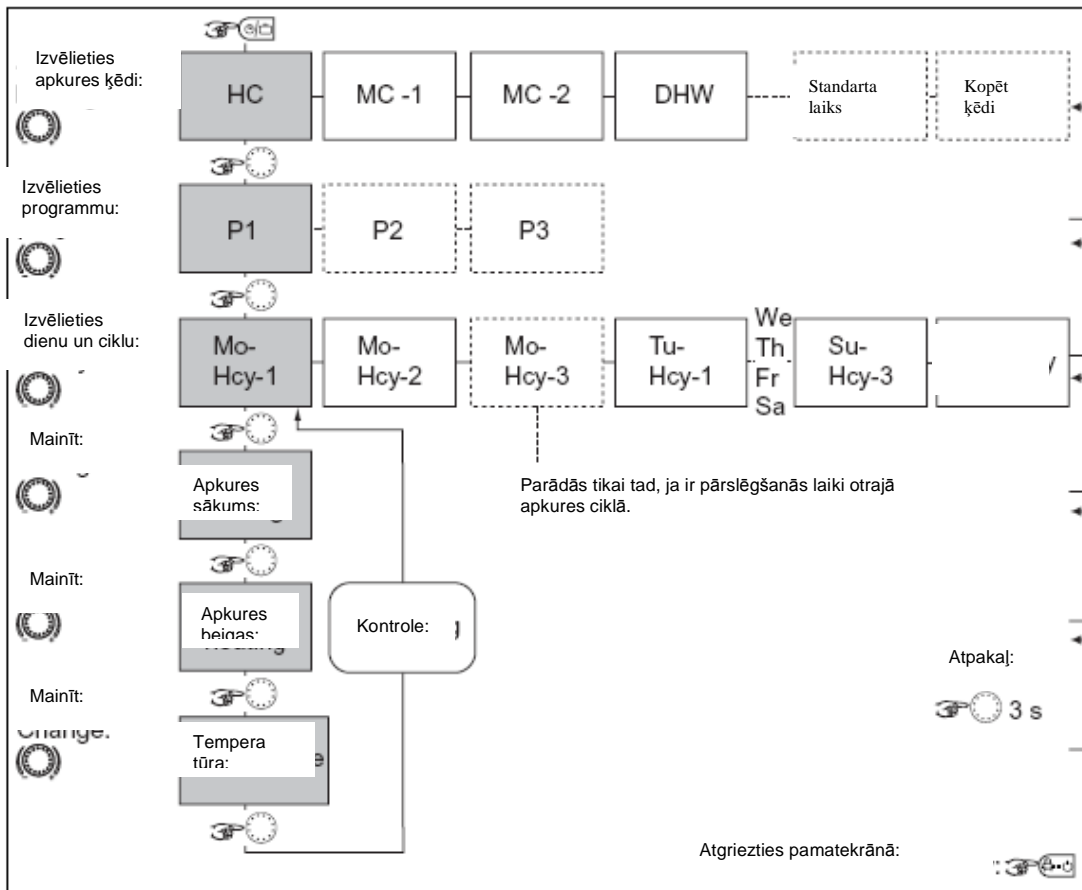 Izvēlieties
apkures ķēdi:
HC
MC -1
MC -2
DHW
Standarta
laiks
Kopēt
ķēdi
Izvēlieties
programmu:
P1
P2
P3
Izvēlieties
dienu un ciklu:
Mo-
Hcy-1
Mo-
Hcy-2
Mo-
Hcy-3
Tu-
Hcy-1
We
Th
Fr
Sa
Su-
Hcy-3
Mainīt:
Apkures
sākums:
Parādās tikai tad, ja ir pārslēgšanās laiki otrajā
apkures ciklā.
Mainīt:
Apkures
beigas:
Kontrole:
Atpakaļ:
3 s
Mainīt:
Change:
Tempera
tūra:
Atgriezties pamatekrānā: